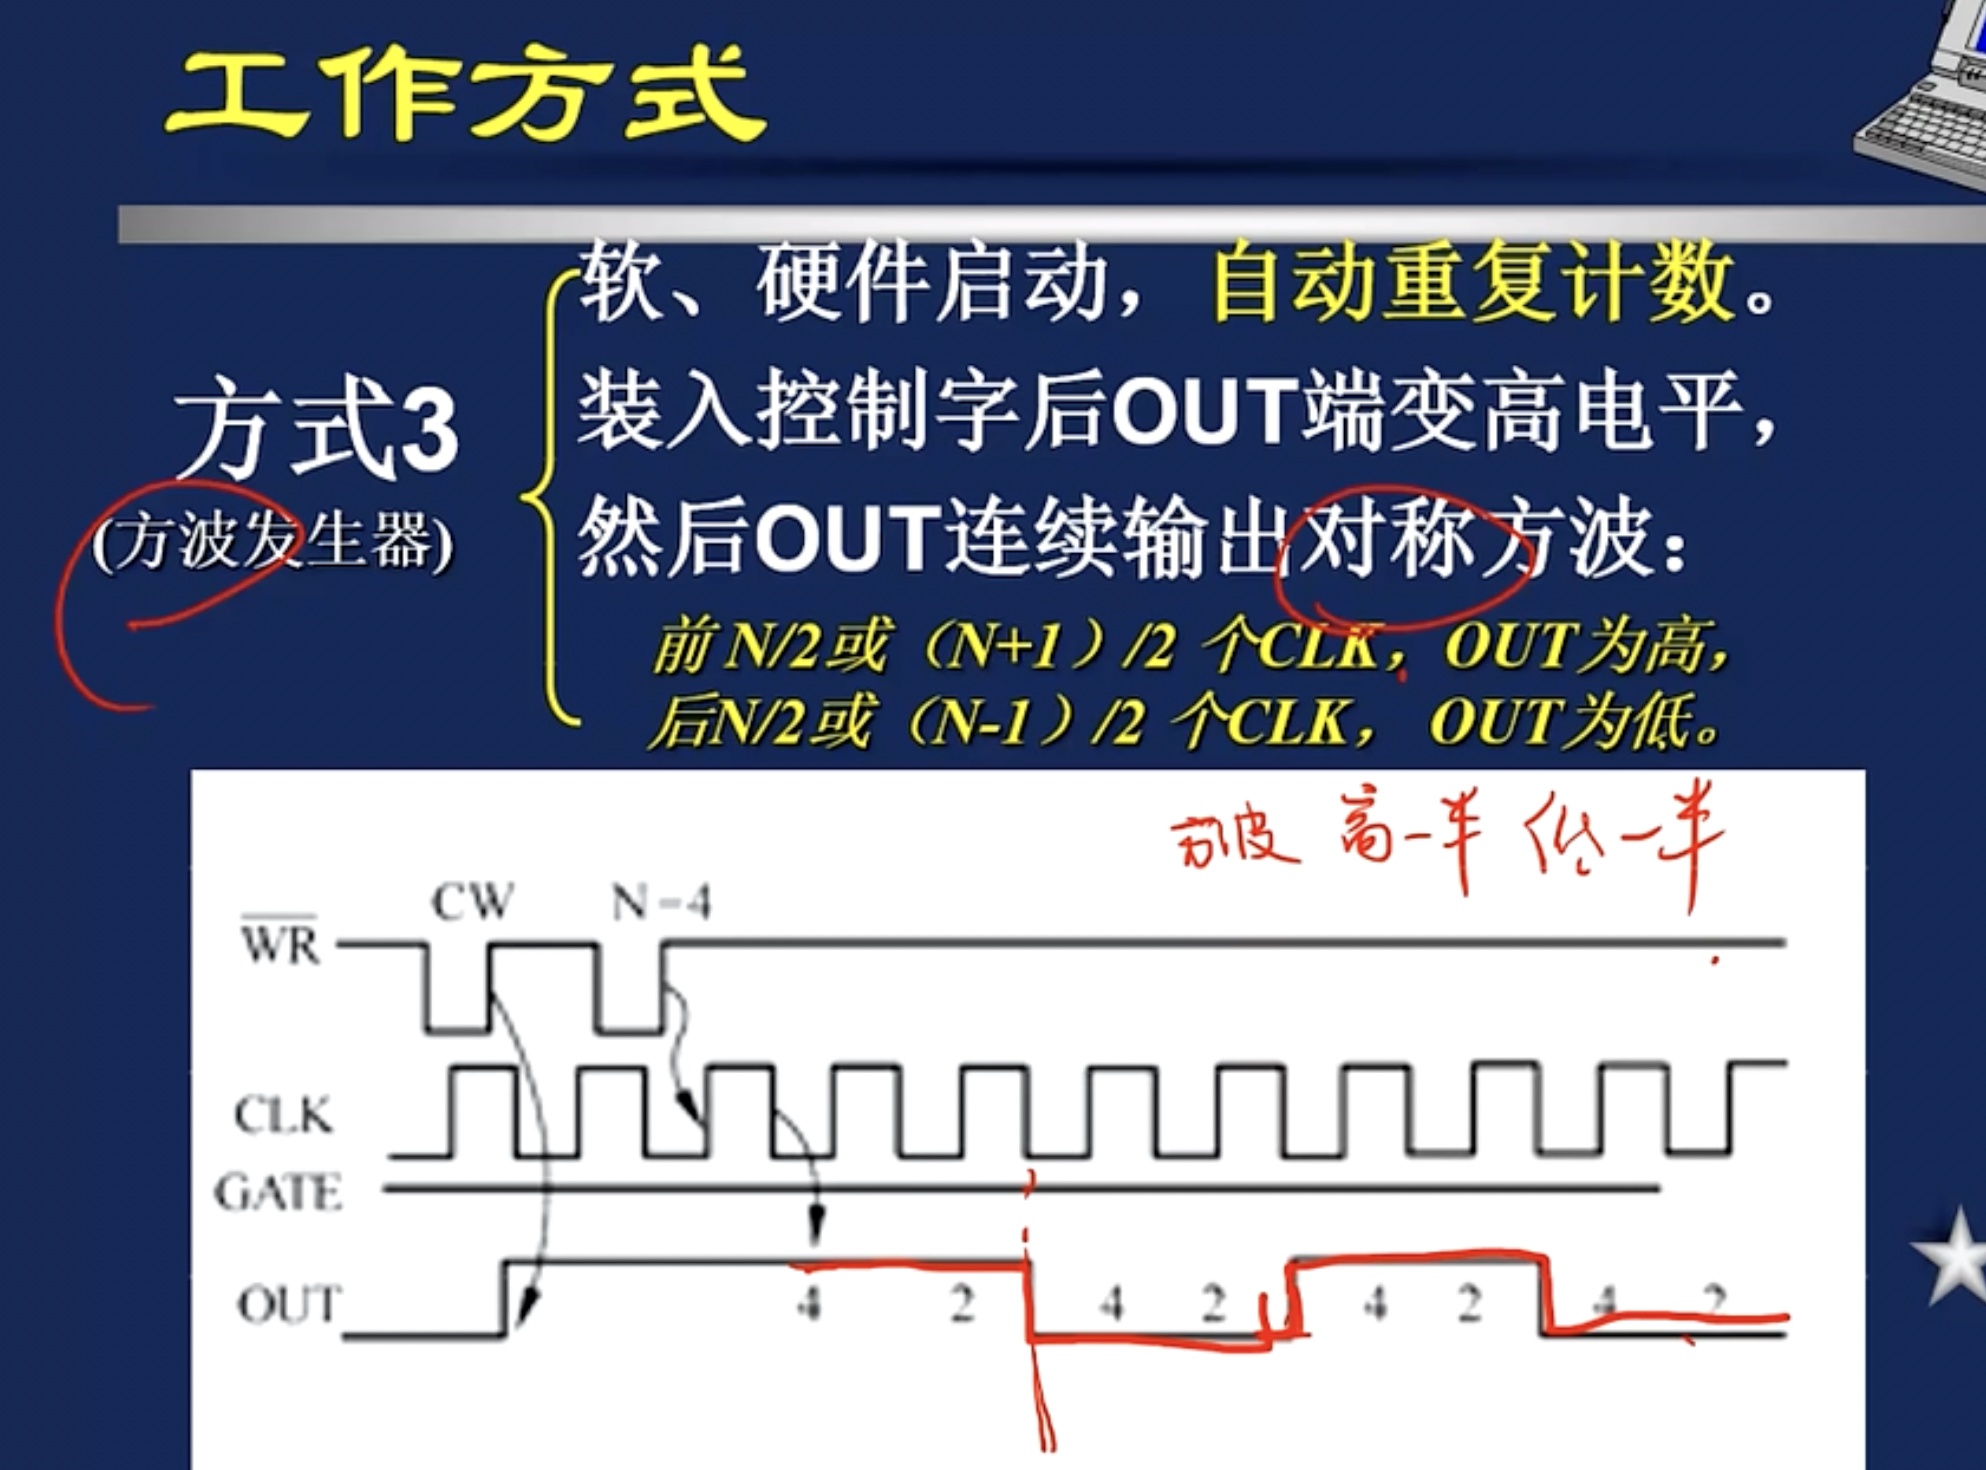 工作方式
软、硬件启动，自动重复计数。
方式3
(方波发生器)
装入控制字后OUT端变高电平，
然后OUT连续输出对称方波：
前N/2或（N+1）/2 个CLK，OUT为高，
后N/2或（N-1）/2 个CLK， OUT为低。
方波 高一半 低一半
CW N-4
WR
CLK
GATE
OUT 4 2 4 2 4 2 4 2